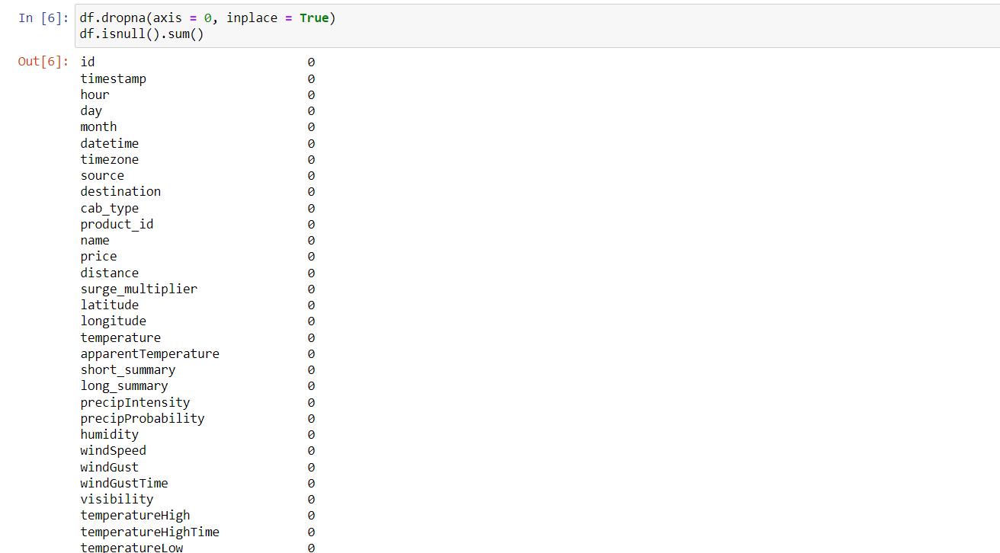 In [6]: df.dropna(axis = 0, inplace = True)
df.isnull().sum()
Out[6]: id 0
timestamp 0
hour 0
day 0
month 0
datetime 0
timezone 0
source 0
destination 0
cab_type 0
product_id 0
name 0
price 0
distance 0
surge_multiplier 0
latitude 0
longitude 0
temperature 0
apparentTemperature 0
short_summary 0
long_summary 0
precipIntensity 0
precipProbability 0
humidity 0
windSpeed 0
windGust 0
windGustTime 0
visibility 0
temperatureHigh 0
temperatureHighTime 0
temperatureLow 0